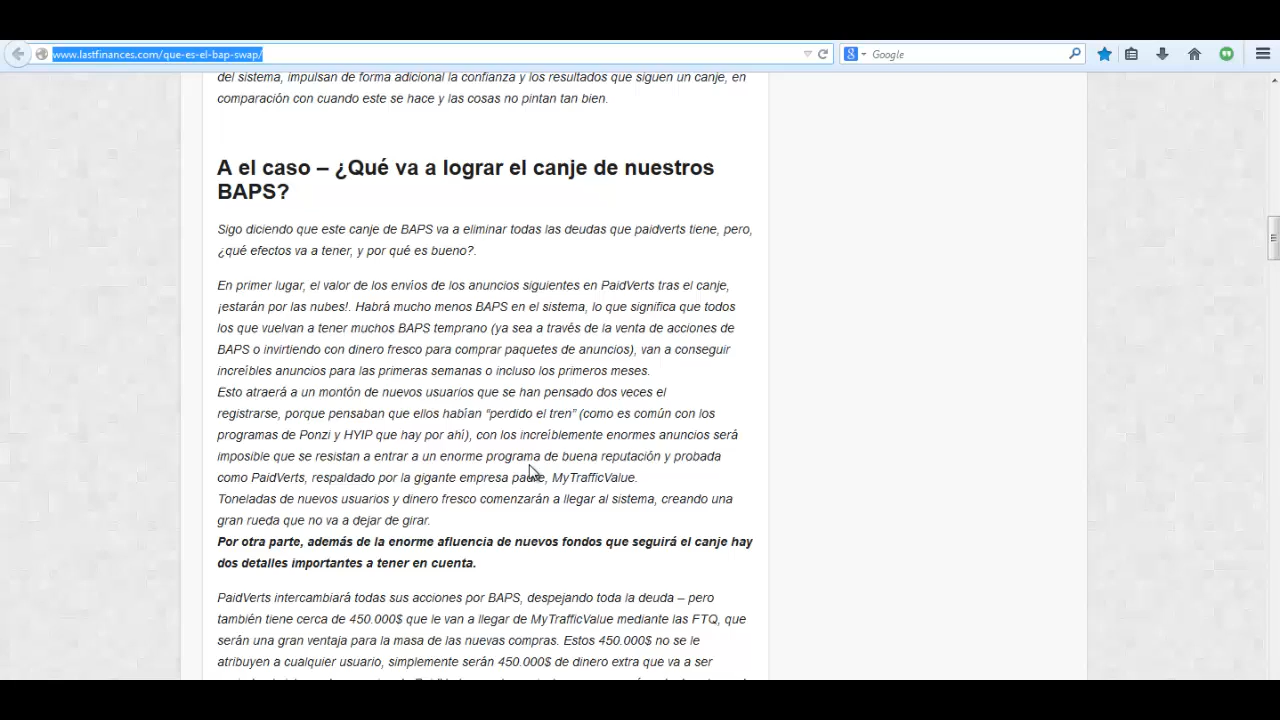 www.lastfinances.com/que-es-el-bap-swap/
Google
del sistema, impulsan de forma adicional la confianza y los resultados que siguen un canje, en
comparación con cuando este se hace y las cosas no pintan tan bien.
A el caso – ¿Qué va a lograr el canje de nuestros
BAPS?
Sigo diciendo que este canje de BAPS va a eliminar todas las deudas que paidverts tiene, pero,
¿qué efectos va a tener, y por qué es bueno?.
En primer lugar, el valor de los envíos de los anuncios siguientes en PaidVerts tras el canje,
¡estarán por las nubes!. Habrá mucho menos BAPS en el sistema, lo que significa que todos
los que vuelvan a tener muchos BAPS temprano (ya sea a través de la venta de acciones de
BAPS o invirtiendo con dinero fresco para comprar paquetes de anuncios), van a conseguir
increíbles anuncios para las primeras semanas o incluso los primeros meses.
Esto atraerá a un montón de nuevos usuarios que se han pensado dos veces el
registrarse, porque pensaban que ellos habían “perdido el tren” (como es común con los
programas de Ponzi y HYIP que hay por ahí), con los increíblemente enormes anuncios será
imposible que se resistan a entrar a un enorme programa de buena reputación y probada
como PaidVerts, respaldado por la gigante empresa padre, MyTrafficValue.
Toneladas de nuevos usuarios y dinero fresco comenzarán a llegar al sistema, creando una
gran rueda que no va a dejar de girar.
Por otra parte, además de la enorme afluencia de nuevos fondos que seguirá el canje hay
dos detalles importantes a tener en cuenta.
PaidVerts intercambiará todas sus acciones por BAPS, despejando toda la deuda – pero
también tiene cerca de 450.000$ que le van a llegar de MyTrafficValue mediante las FTQ, que
serán una gran ventaja para la masa de las nuevas compras. Estos 450.000$ no se le
atribuyen a cualquier usuario, simplemente serán 450.000$ de dinero extra que va a ser